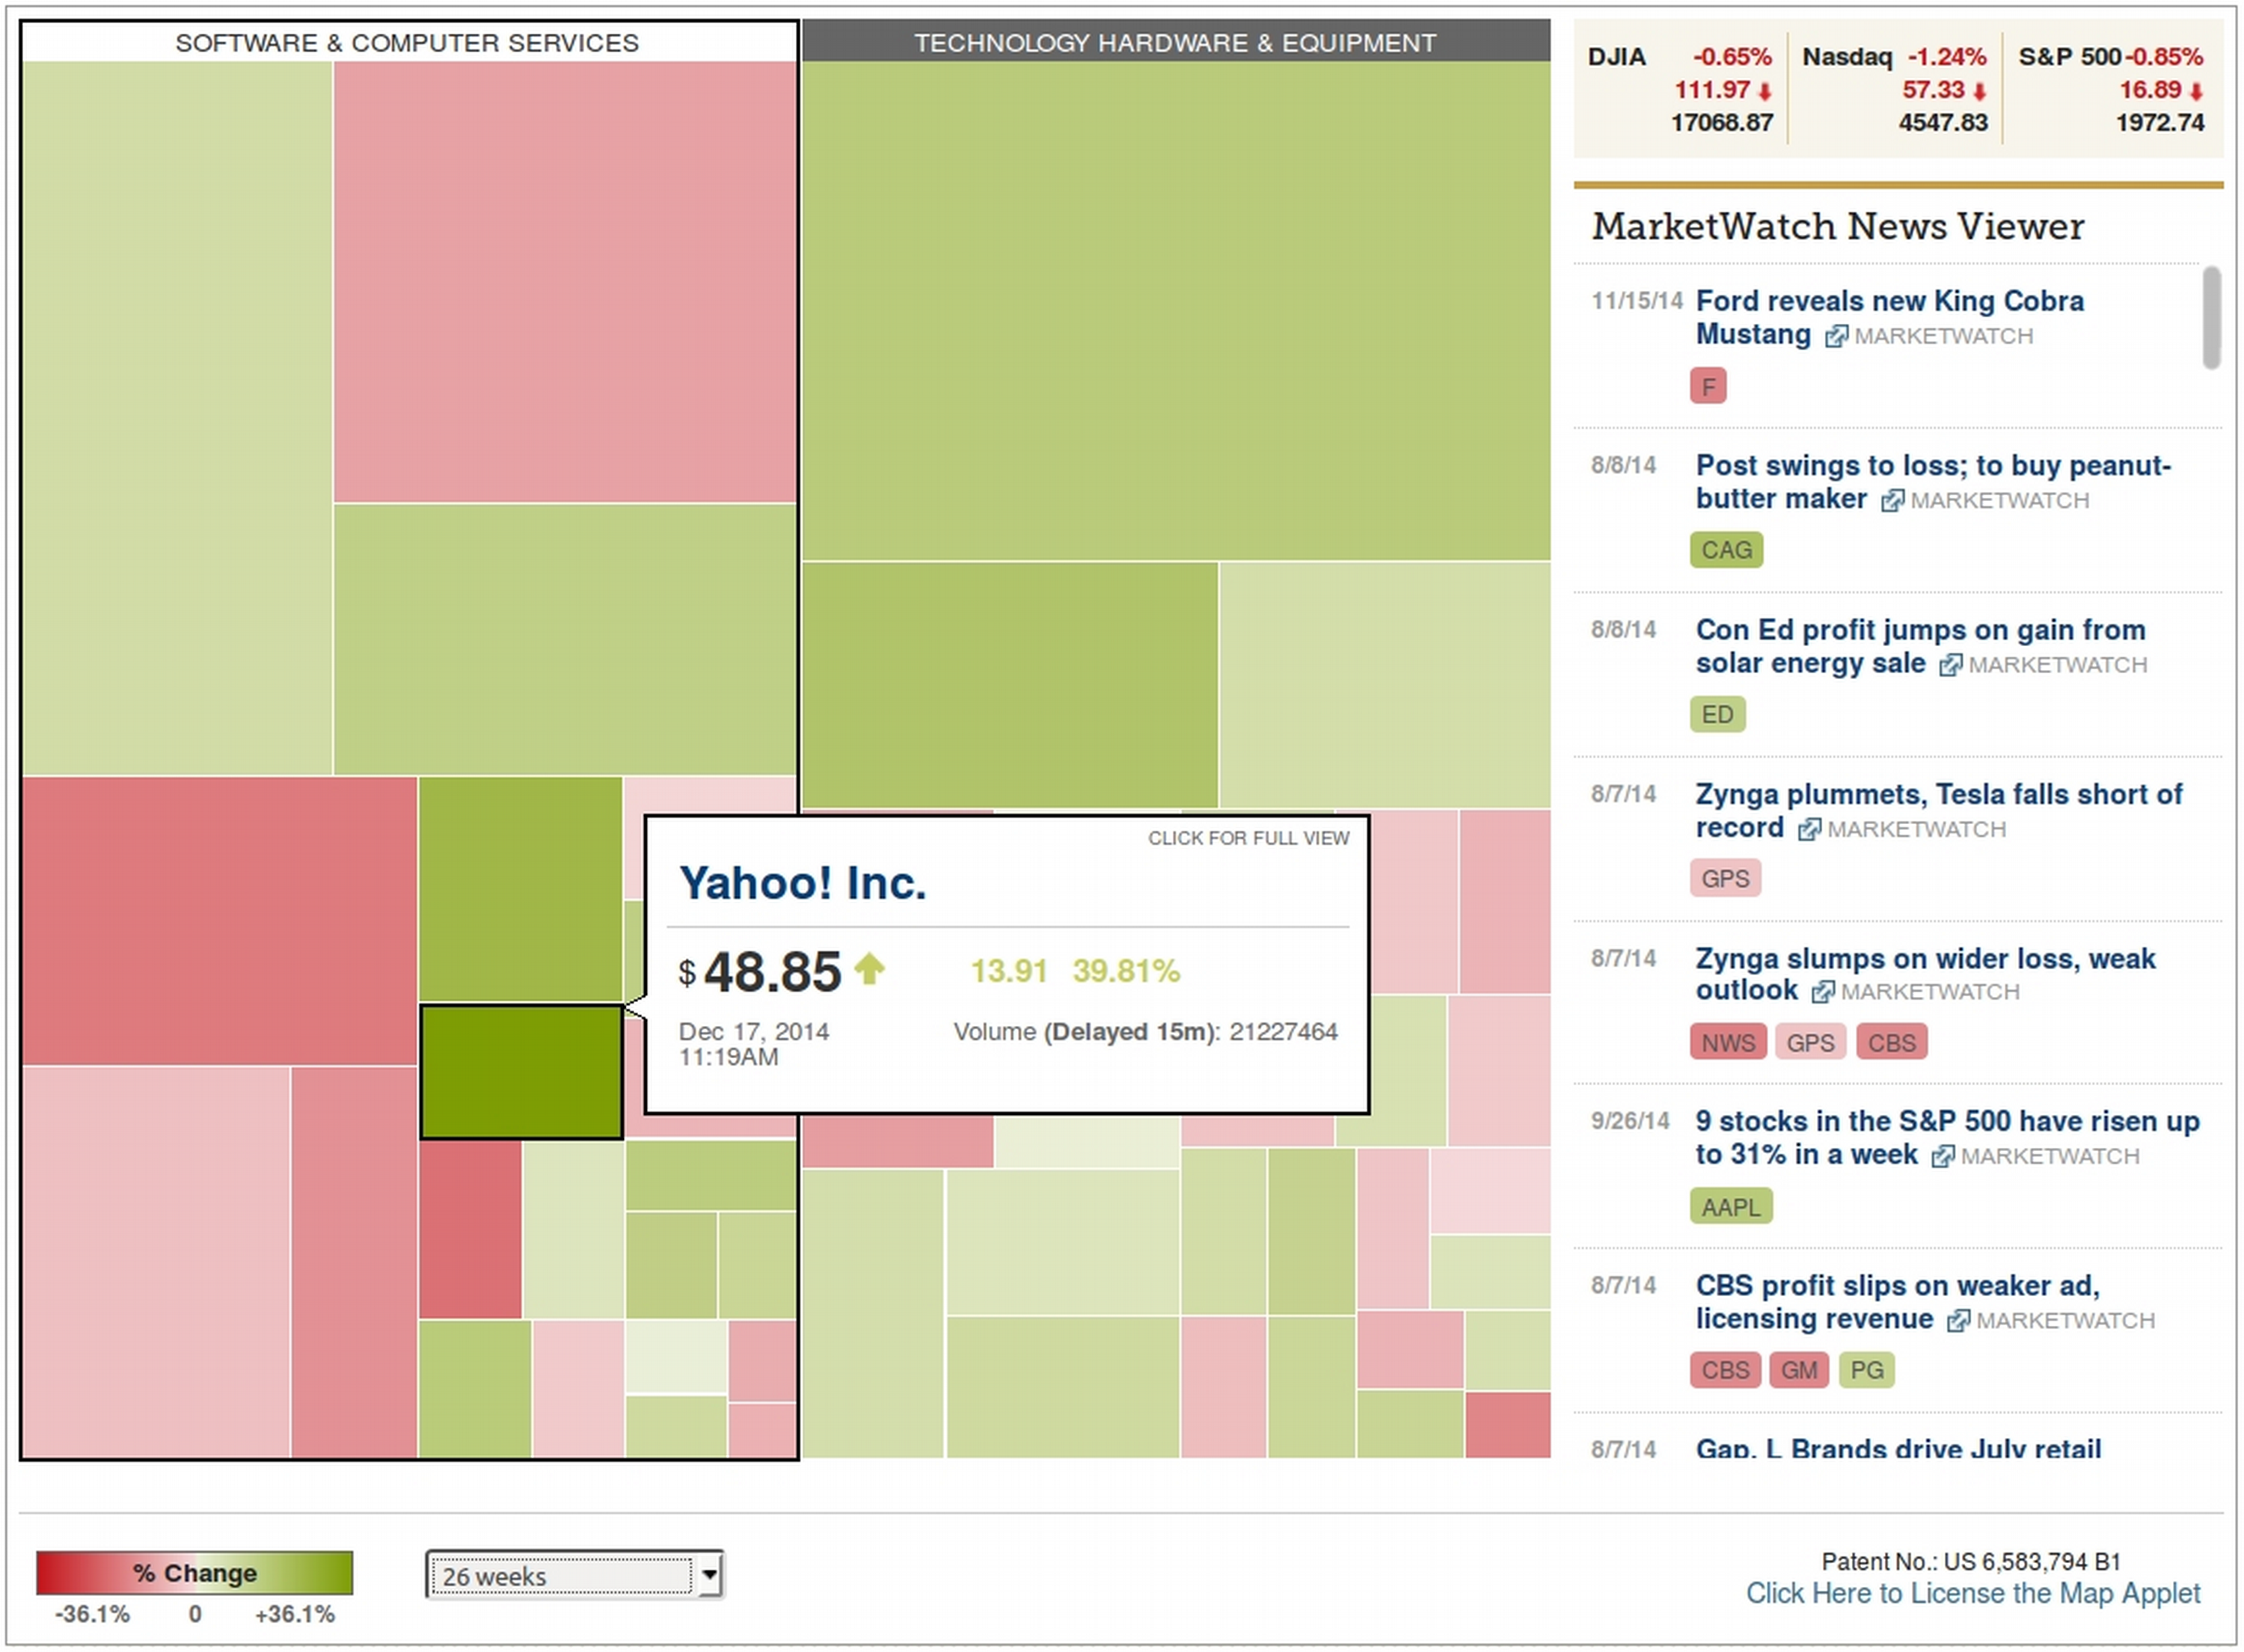 SOFTWARE & COMPUTER SERVICES
TECHNOLOGY HARDWARE & EQUIPMENT
CLICK FOR FULL VIEW
Yahoo! Inc.
$ 48.85 13.91 39.81%
Dec 17, 2014 Volume (Delayed 15m): 21227464
11:19AM
DJIA -0.65% Nasdaq -1.24% S&P 500 -0.85%
111.97 57.33 16.89
17068.87 4547.83 1972.74
MarketWatch News Viewer
11/15/14 Ford reveals new King Cobra
Mustang MARKETWATCH
F
8/8/14 Post swings to loss; to buy peanut-
butter maker MARKETWATCH
CAG
8/8/14 Con Ed profit jumps on gain from
solar energy sale MARKETWATCH
ED
8/7/14 Zynga plummets, Tesla falls short of
record MARKETWATCH
GPS
8/7/14 Zynga slumps on wider loss, weak
outlook MARKETWATCH
NWS GPS CBS
9/26/14 9 stocks in the S&P 500 have risen up
to 31% in a week MARKETWATCH
AAPL
8/7/14 CBS profit slips on weaker ad,
licensing revenue MARKETWATCH
CBS GM PG
8/7/14 Gap, L Brands drive July retail
% Change
-36.1% 0 +36.1%
26 weeks
Patent No.: US 6,583,794 B1
Click Here to License the Map Applet